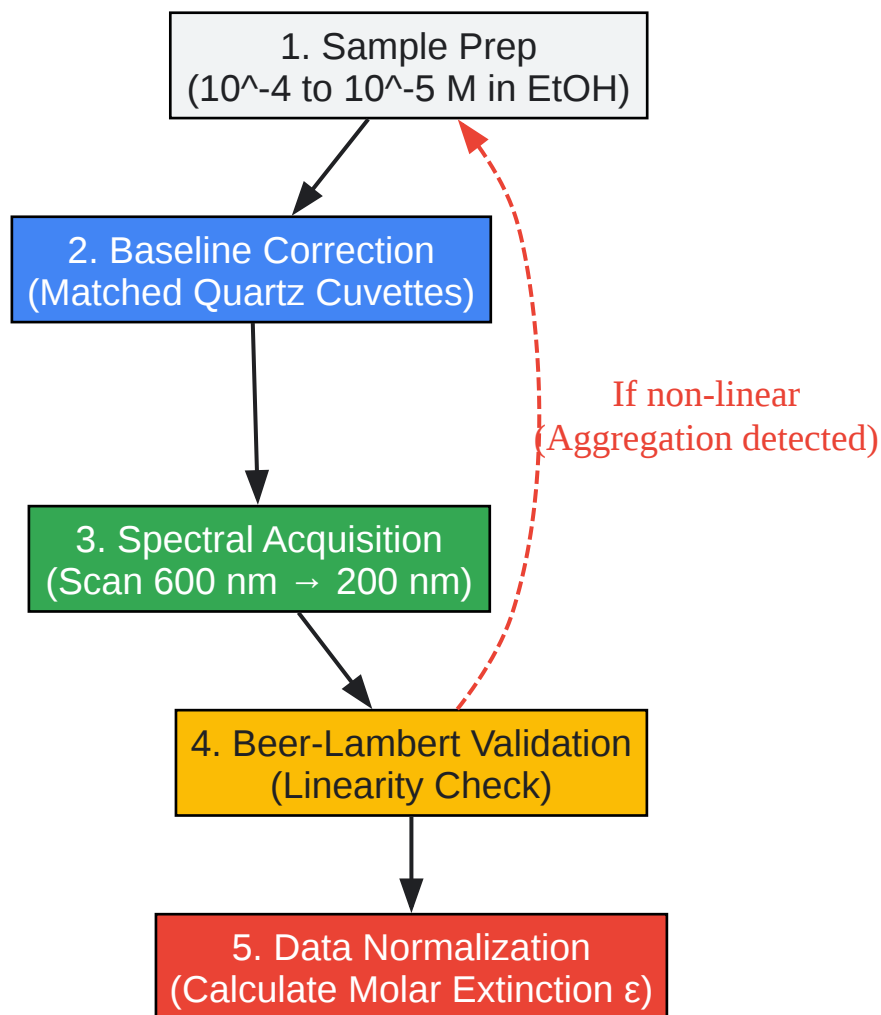 1. Sample Prep
(10^-4 to 10^-5 M in EtOH)
2. Baseline Correction
(Matched Quartz Cuvettes)
If non-linear
(Aggregation detected)
3. Spectral Acquisition
(Scan 600 nm → 200 nm)
4. Beer-Lambert Validation
(Linearity Check)
5. Data Normalization
(Calculate Molar Extinction ε)